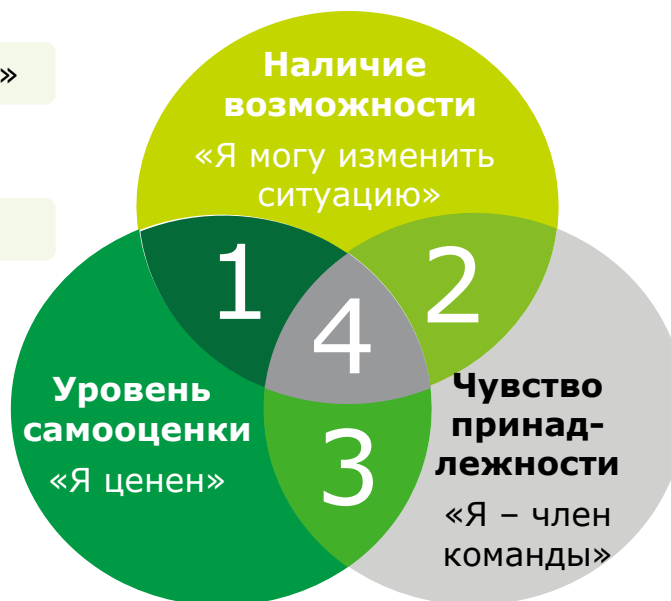 »
Наличие
возможности
«Я могу изменить
ситуацию»
1
2
4
3
Уровень
самооценки
«Я ценен»
Чувство
принад-
лежности
«Я – член
команды»